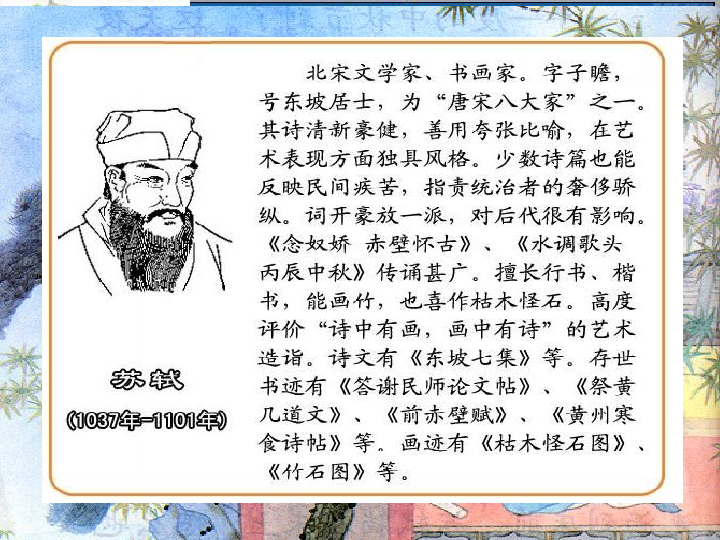 北宋文学家、书画家。字子瞻，
号东坡居士，为“唐宋八大家”之一。
其诗清新豪健，善用夸张比喻，在艺
术表现方面独具风格。少数诗篇也能
反映民间疾苦，指责统治者的奢侈骄
纵。词开豪放一派，对后代很有影响。
《念奴娇 赤壁怀古》、《水调歌头
丙辰中秋》传诵甚广。擅长行书、楷
书，能画竹，也喜作枯木怪石。高度
评价“诗中有画，画中有诗”的艺术
造诣。诗文有《东坡七集》等。存世
书迹有《答谢民师论文帖》、《祭黄
几道文》、《前赤壁赋》、《黄州寒
食诗帖》等。画迹有《枯木怪石图》、
《竹石图》等。
苏轼
(1037年-1101年)